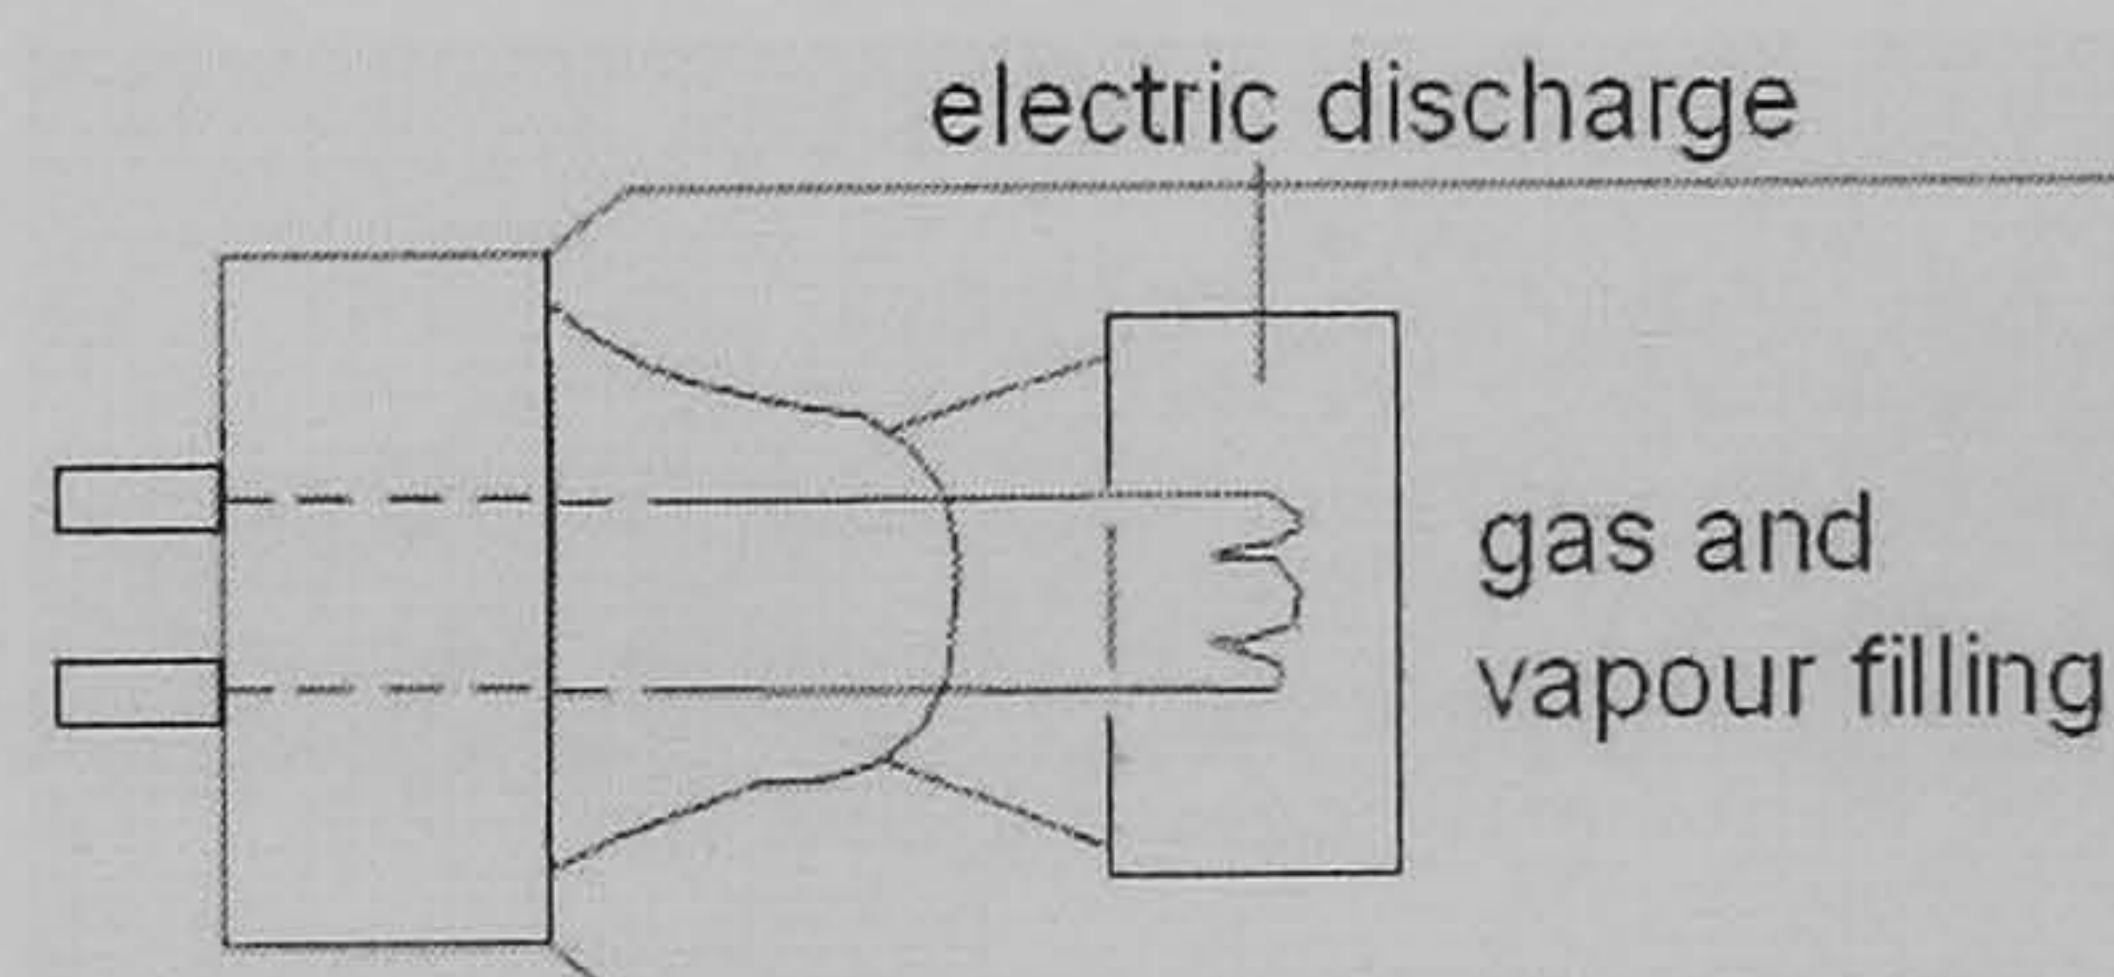 electric discharge
gas and
vapour filling